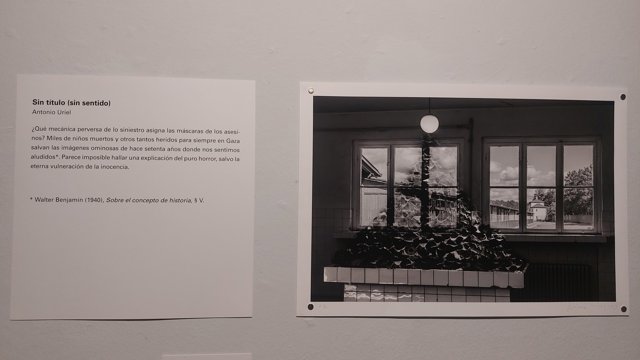 Sin título (sin sentido)
Antonio Uriel
¿Qué mecánica perversa de lo siniestro asigna las máscaras de los asesi-
nos? Miles de niños muertos y otros tantos heridos para siempre en Gaza
salvan las imágenes ominosas de hace setenta años donde nos sentimos
aludidos*. Parece imposible hallar una explicación del puro horror, salvo la
eterna vulneración de la inocencia.
* Walter Benjamin (1940), Sobre el concepto de historia, § V.